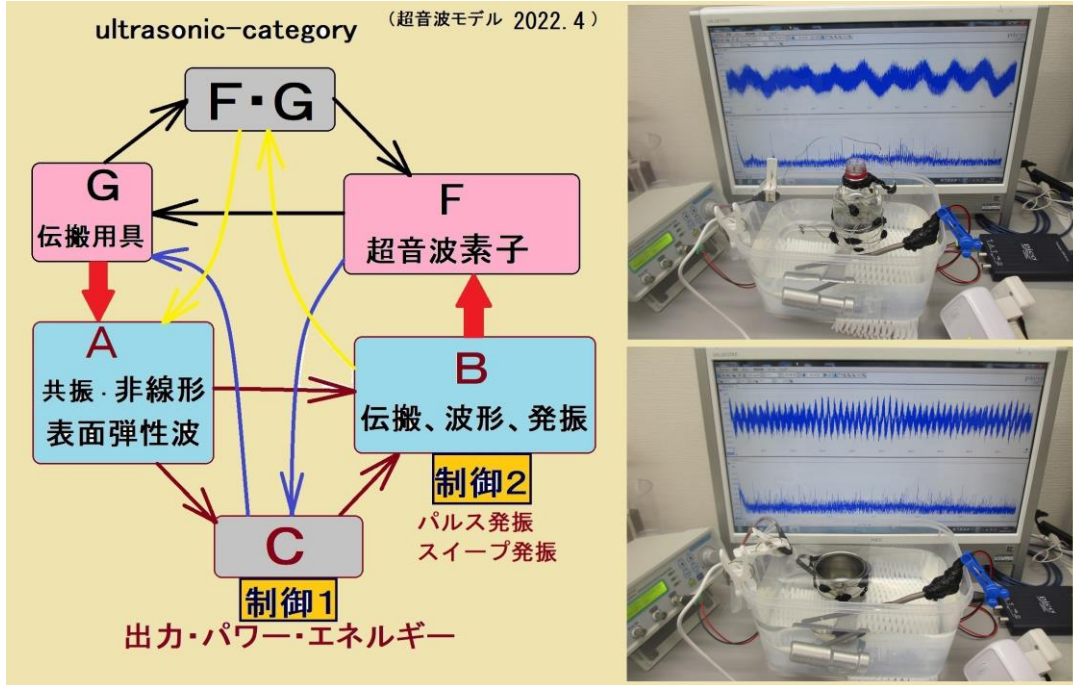 ultrasonic-category
(超音波モデル 2022.4)
F・G
G
伝搬用具
F
超音波素子
A
共振・非線形
表面弾性波
B
伝搬、波形、発振
制御2
パルス発振
スイープ発振
C
制御1
出力・パワー・エネルギー